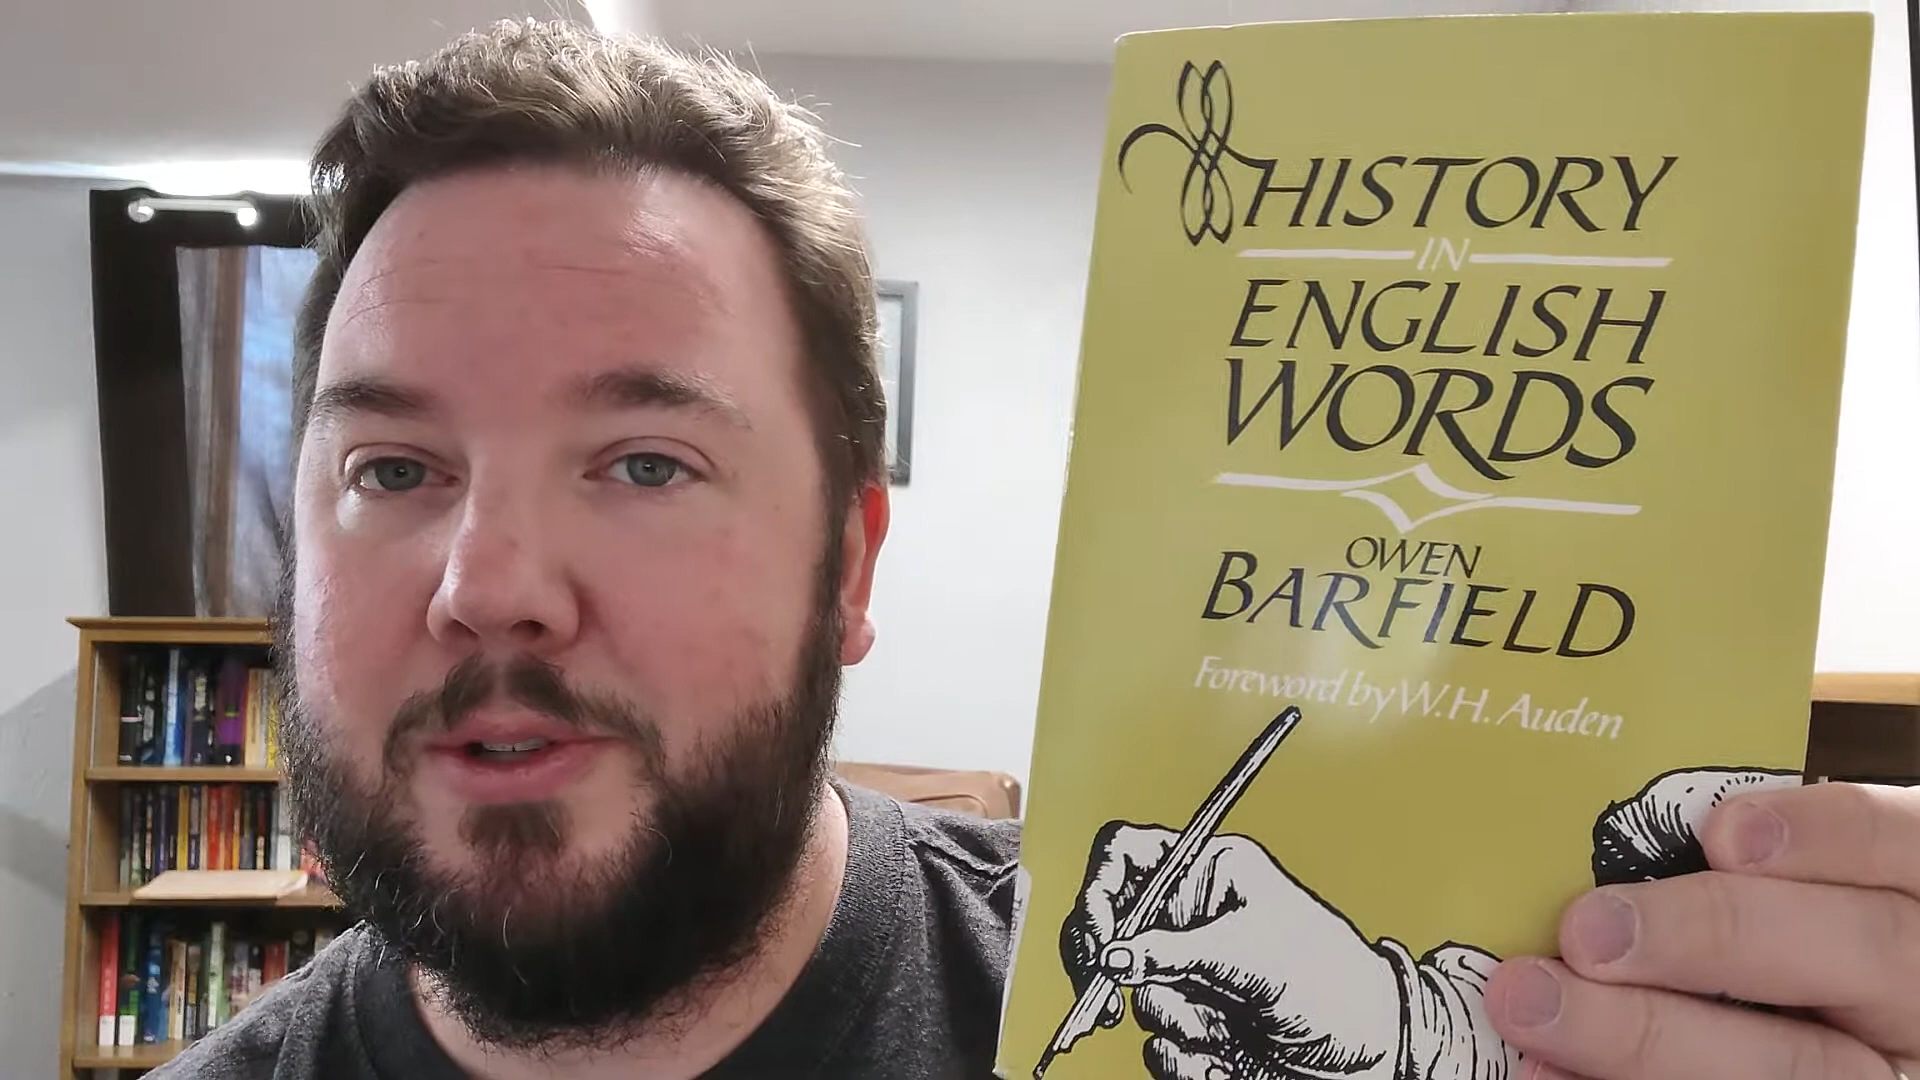 HISTORY
IN
ENGLISH
WORDS
OWEN
BARFIELD
Foreword by W.H. Auden